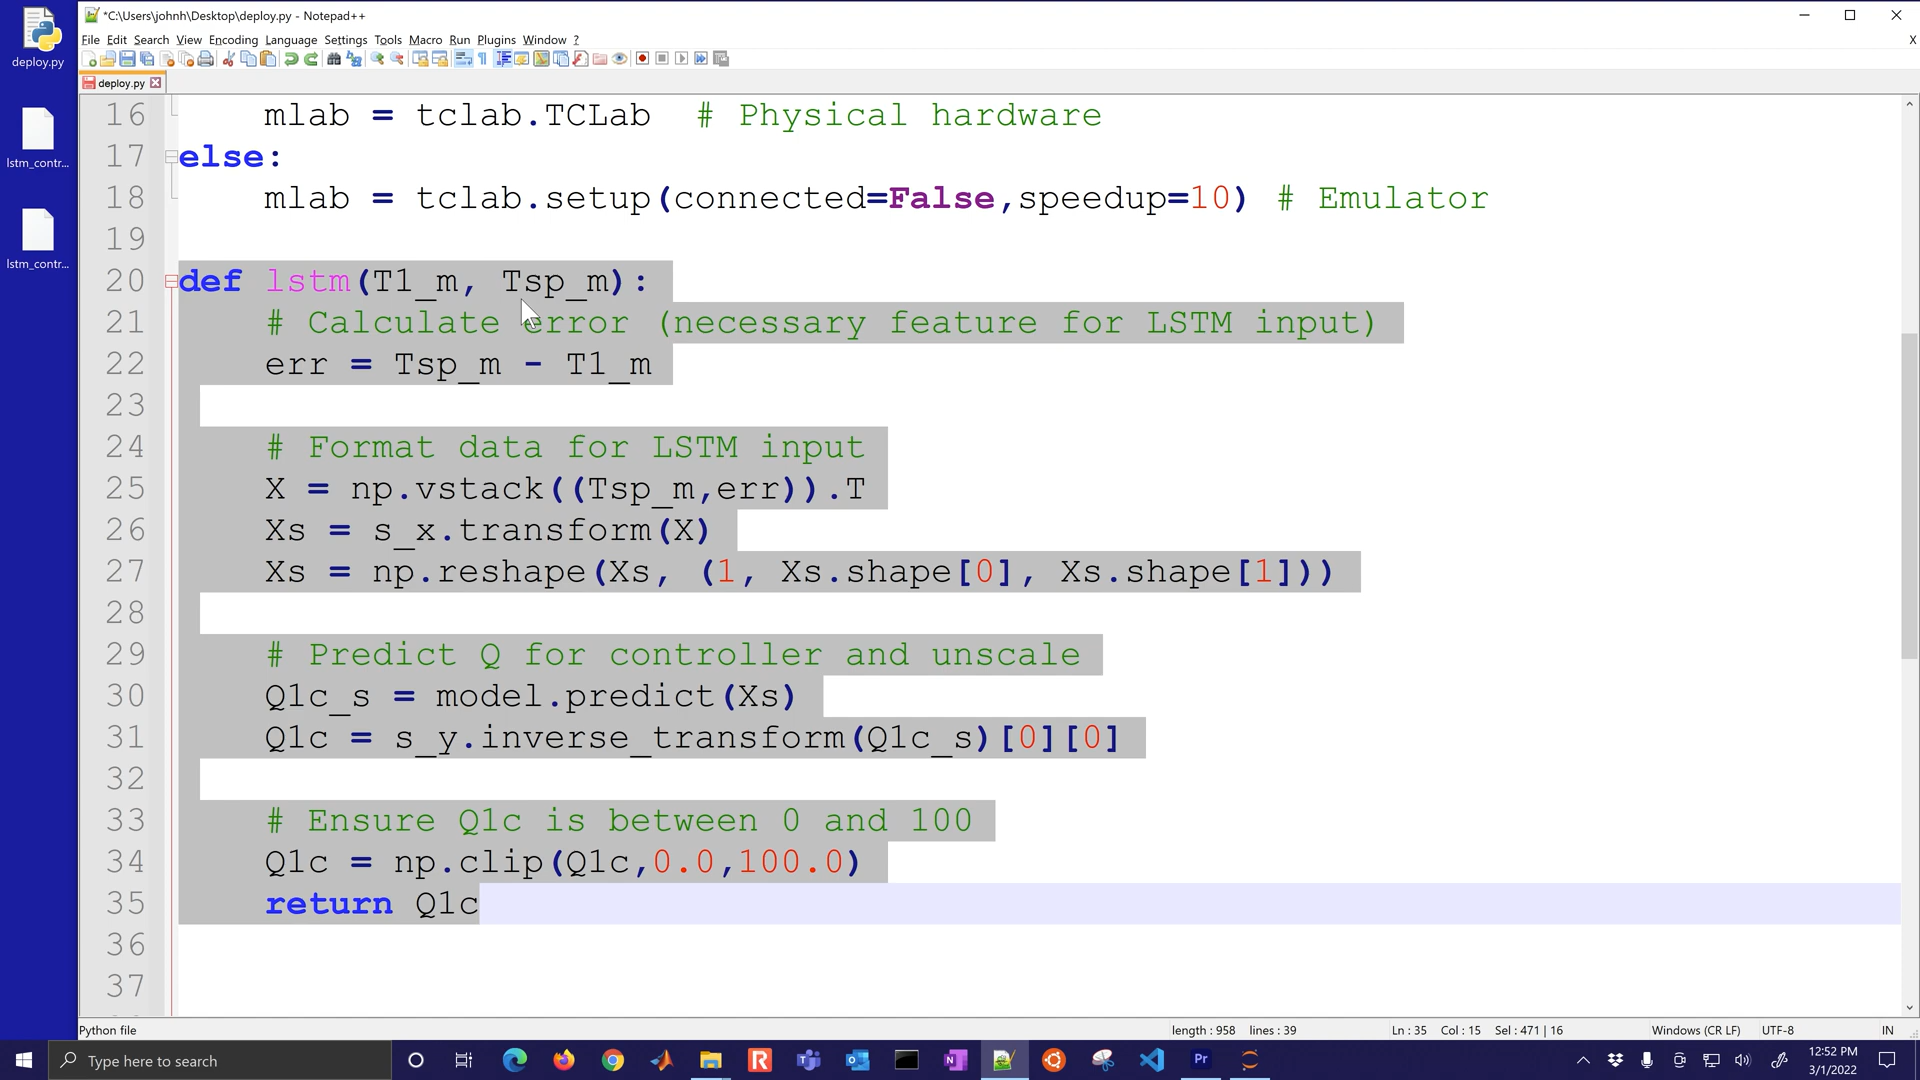 deploy.py
lstm_contr...
lstm_contr...
*C:\Users\johnh\Desktop\deploy.py - Notepad++
File Edit Search View Encoding Language Settings Tools Macro Run Plugins Window ?
X
deploy.py
16 mlab = tclab.TCLab # Physical hardware
17 else:
18 mlab = tclab.setup(connected=False,speedup=10) # Emulator
19
20 def lstm(T1_m, Tsp_m):
21 # Calculate error (necessary feature for LSTM input)
22 err = Tsp_m - T1_m
23
24 # Format data for LSTM input
25 X = np.vstack((Tsp_m,err)).T
26 Xs = s_x.transform(X)
27 Xs = np.reshape(Xs, (1, Xs.shape[0], Xs.shape[1]))
28
29 # Predict Q for controller and unscale
30 Q1c_s = model.predict(Xs)
31 Q1c = s_y.inverse_transform(Q1c_s)[0][0]
32
33 # Ensure Q1c is between 0 and 100
34 Q1c = np.clip(Q1c,0.0,100.0)
35 return Q1c
36
37
Python file length : 958 lines : 39 Ln : 35 Col : 15 Sel : 471 | 16 Windows (CR LF) UTF-8 IN
Type here to search
12:52 PM
3/1/2022